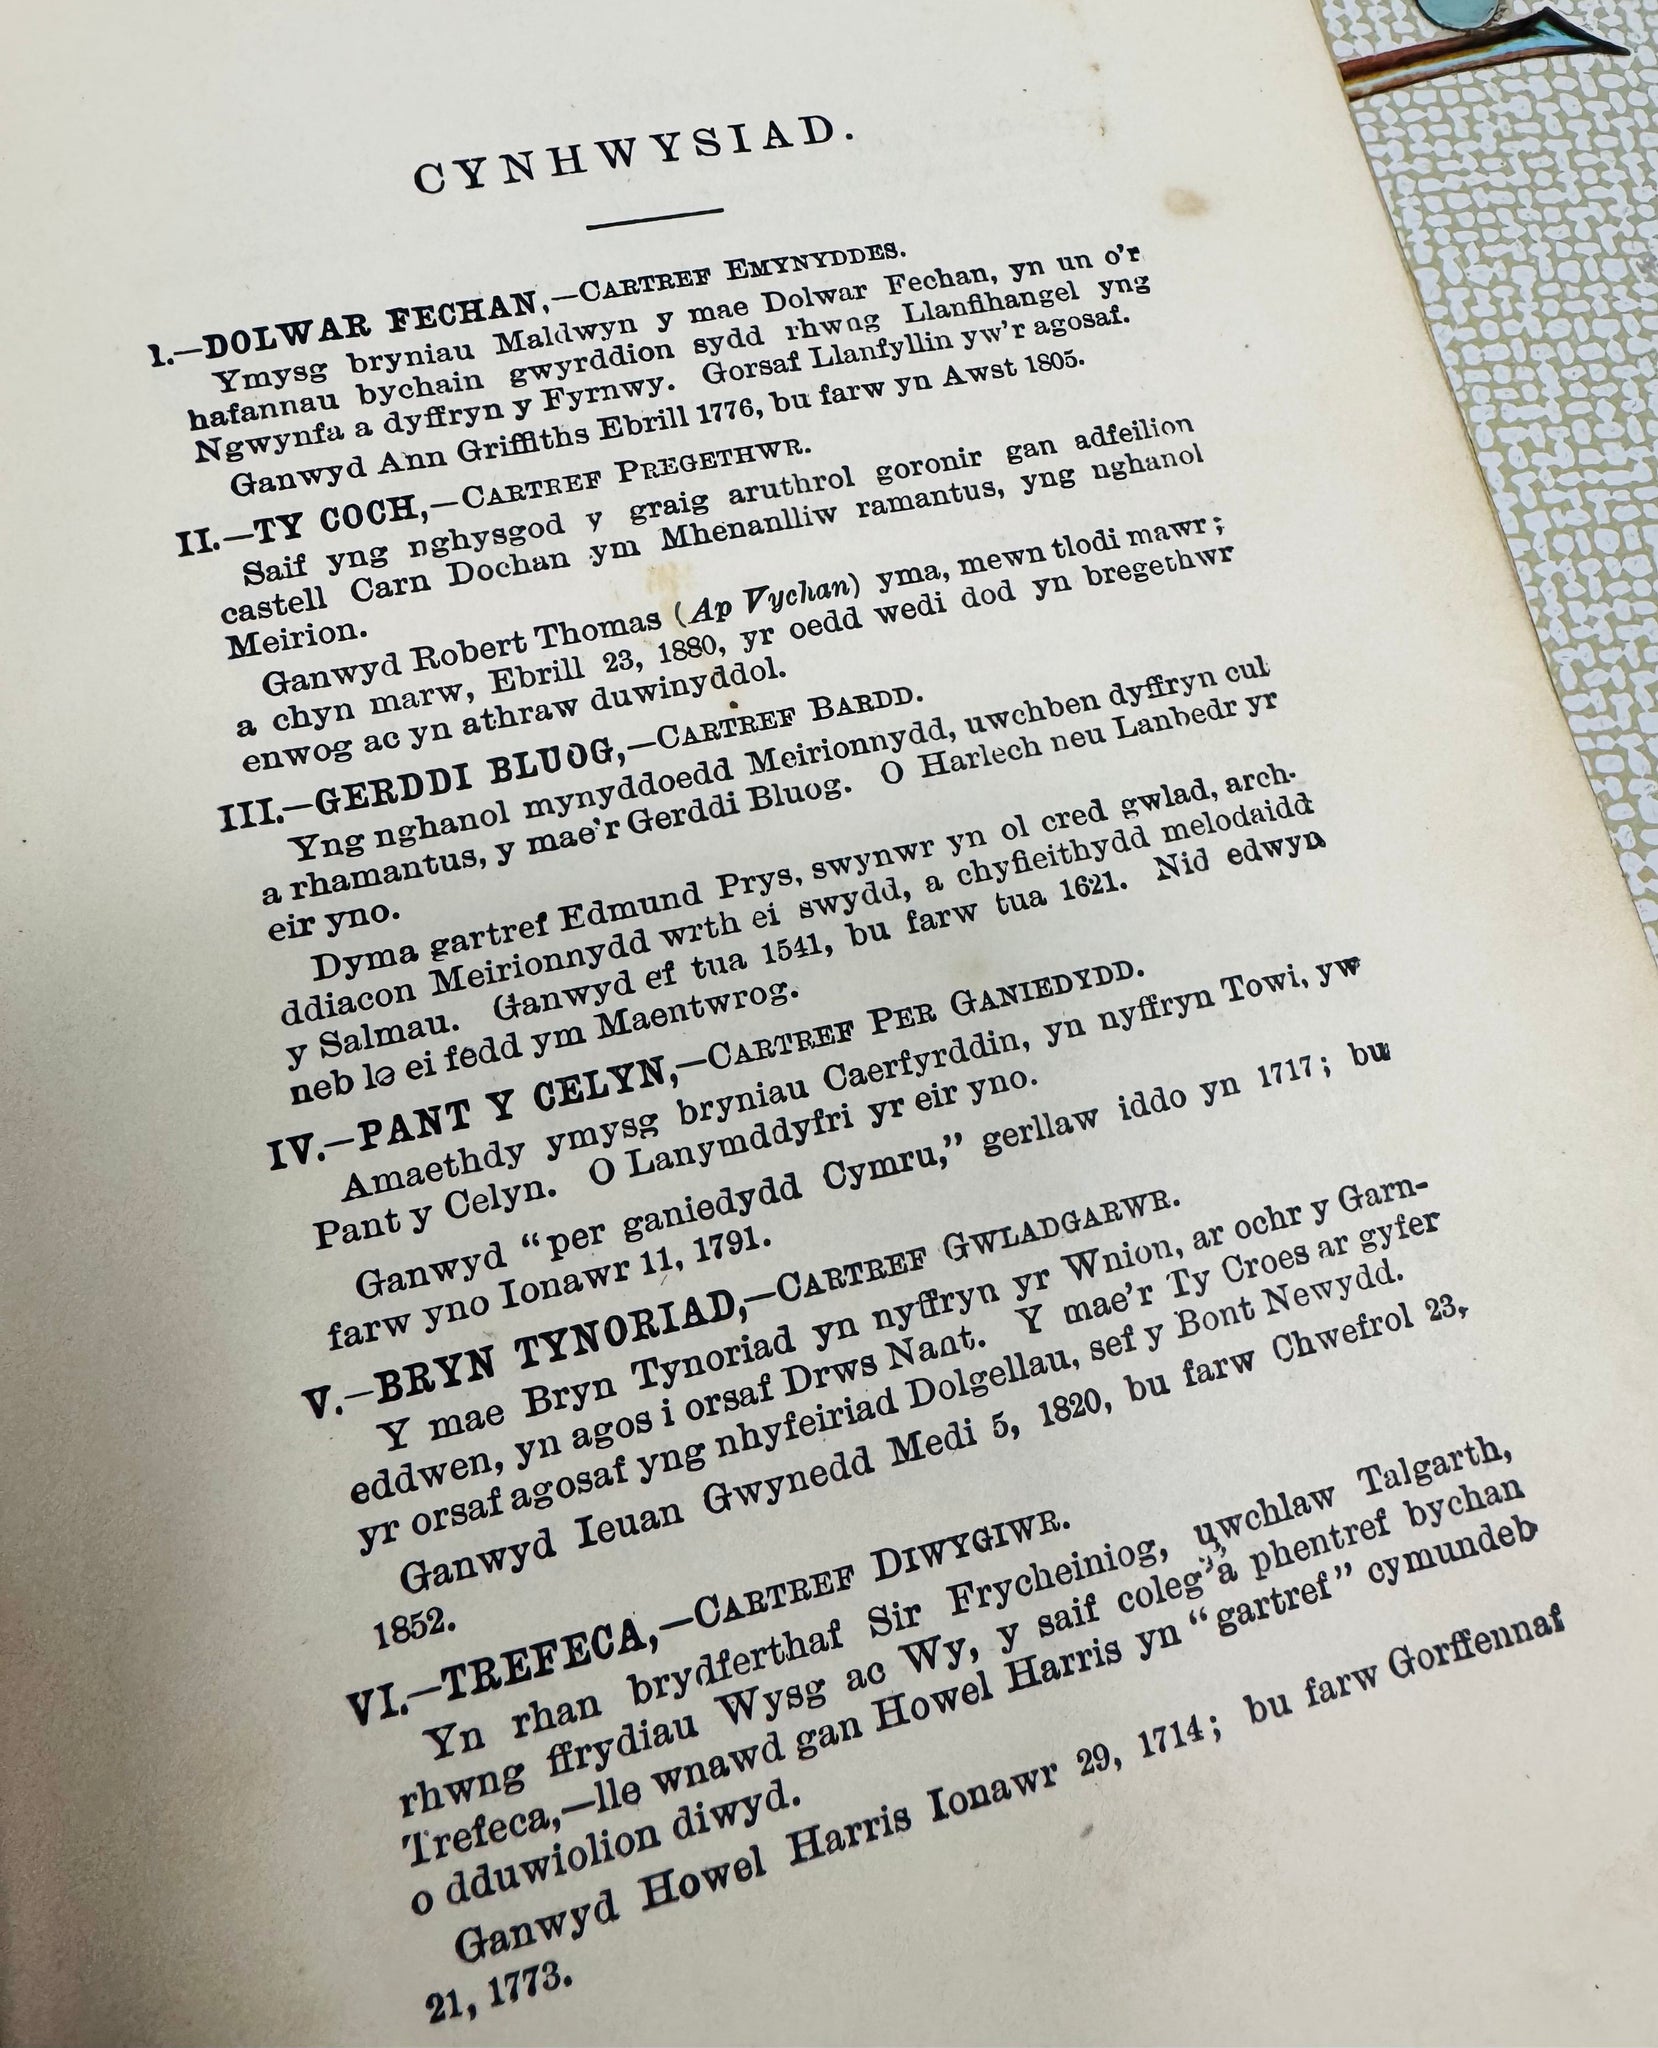 CYNHWYSIAD.
I.—DOLWAR FECHAN,—CARTREF EMYNYDDES.
Ymysg bryniau Maldwyn y mae Dolwar Fechan, yn un o'r
hafannau bychain gwyrddion sydd rhwng Llanfihangel yng
Ngwynfa a dyffryn y Fyrnwy. Gorsaf Llanfyllin yw'r agosaf.
Ganwyd Ann Griffiths Ebrill 1776, bu farw yn Awst 1805.
II.—TY COCH,—CARTREF PREGETHWR.
Saif yng nghysgod y graig aruthrol goronir gan adfeilion
castell Carn Dochan ym Mhenanlliw ramantus, yng nghanol
Meirion.
Ganwyd Robert Thomas (Ap Vychan) yma, mewn tlodi mawr;
a chyn marw, Ebrill 23, 1880, yr oedd wedi dod yn bregethwr
enwog ac yn athraw duwinyddol.
III.—GERDDI BLUOG,—CARTREF BARDD.
Yng nghanol mynyddoedd Meirionnydd, uwchben dyffryn cul
a rhamantus, y mae'r Gerddi Bluog. O Harlech neu Lanbedr yr
eir yno.
Dyma gartref Edmund Prys, swynwr yn ol cred gwlad, arch-
ddiacon Meirionnydd wrth ei swydd, a chyfieithydd melodaidd
y Salmau. Ganwyd ef tua 1541, bu farw tua 1621. Nid edwyn
neb le ei fedd ym Maentwrog.
IV.—PANT Y CELYN,—CARTREF PER GANIEDYDD.
Amaethdy ymysg bryniau Caerfyrddin, yn nyffryn Towi, yw
Pant y Celyn. O Lanymddyfri yr eir yno.
Ganwyd "per ganiedydd Cymru," gerllaw iddo yn 1717; bu
farw yno Ionawr 11, 1791.
V.—BRYN TYNORIAD,—CARTREF GWLADGARWR.
Y mae Bryn Tynoriad yn nyffryn yr Wnion, ar ochr y Garn-
eddwen, yn agos i orsaf Drws Nant. Y mae'r Ty Croes ar gyfer
yr orsaf agosaf yng nhyfeiriad Dolgellau, sef y Bont Newydd.
Ganwyd Ieuan Gwynedd Medi 5, 1820, bu farw Chwefrol 23,
1852.
VI.—TREFECA,—CARTREF DIWYGIWR.
Yn rhan brydferthaf Sir Frycheiniog, uwchlaw Talgarth,
rhwng ffrydiau Wysg ac Wy, y saif coleg a phentref bychan
Trefeca,—lle wnawd gan Howel Harris yn "gartref" cymundeb
o dduwiolion diwyd.
Ganwyd Howel Harris Ionawr 29, 1714; bu farw Gorffennaf
21, 1773.